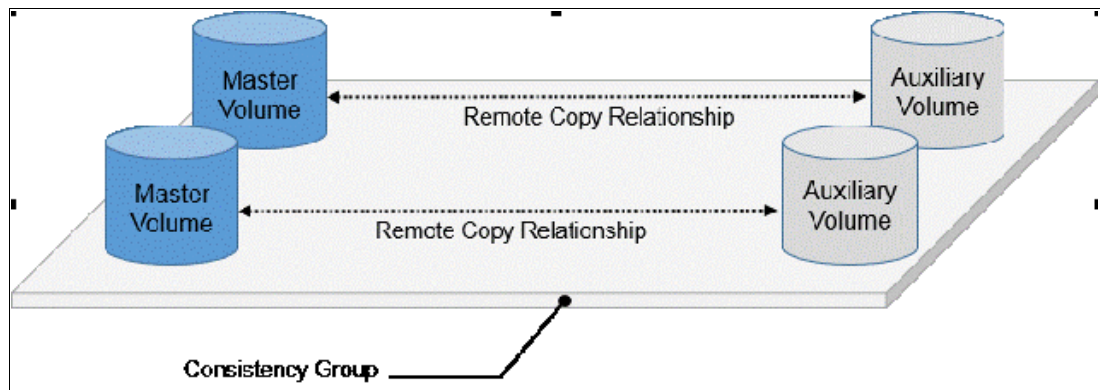 Master
Volume
Auxiliary
Volume
Remote Copy Relationship
Master
Volume
Auxiliary
Volume
Remote Copy Relationship
Consistency Group